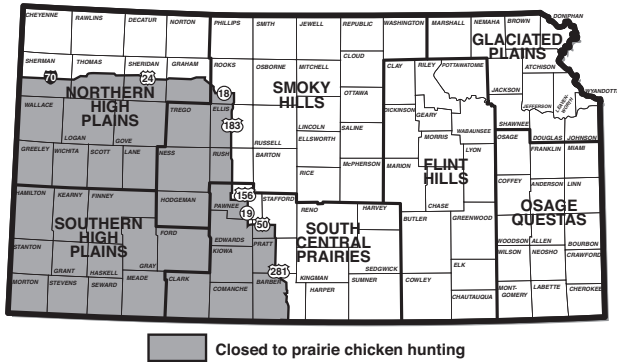 CHEYENNE RAWLINS DECATUR NORTON PHILLIPS SMITH JEWELL REPUBLIC WASHINGTON MARSHALL NEMAHA BROWN DONIPHAN
GLACIATED
PLAINS
SHERMAN THOMAS SHERIDAN GRAHAM ROOKS OSBORNE MITCHELL CLOUD CLAY RILEY POTTAWATOMIE JACKSON ATCHISON
70 24 18 183
NORTHERN
HIGH
PLAINS
SMOKY
HILLS
WALLACE LOGAN GOVE TREGO ELLIS RUSSELL LINCOLN OTTAWA DICKINSON GEARY WABAUNSEE SHAWNEE JEFFERSON LEAVEN-
WORTH
WYANDOTTE
ELLSWORTH SALINE MORRIS OSAGE DOUGLAS JOHNSON
GREELEY WICHITA SCOTT LANE NESS RUSH BARTON RICE McPHERSON MARION CHASE LYON FRANKLIN MIAMI
FLINT
HILLS
HAMILTON KEARNY FINNEY HODGEMAN PAWNEE STAFFORD RENO HARVEY BUTLER GREENWOOD COFFEY ANDERSON LINN
156 19 50 281
SOUTHERN
HIGH
PLAINS
SOUTH
CENTRAL
PRAIRIES
OSAGE
QUESTAS
STANTON GRANT HASKELL GRAY FORD EDWARDS KIOWA PRATT KINGMAN SEDGWICK ELK WOODSON ALLEN BOURBON
WILSON NEOSHO CRAWFORD
MORTON STEVENS SEWARD MEADE CLARK COMANCHE BARBER HARPER SUMNER COWLEY CHAUTAUQUA MONT-
GOMERY LABETTE CHEROKEE
Closed to prairie chicken hunting